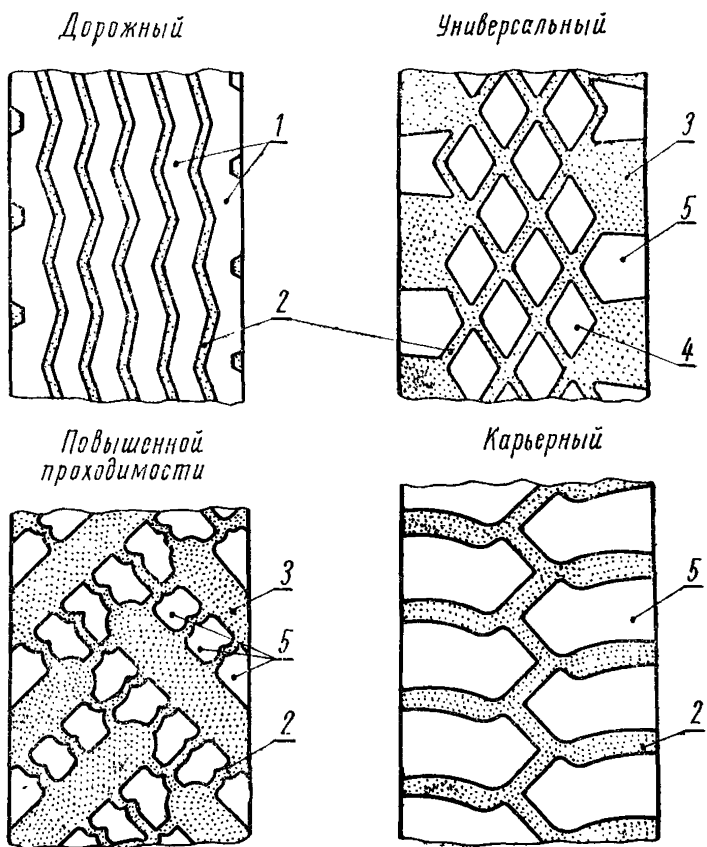 Дорожный
Универсальный
1
3
5
2
4
Повышенной
проходимости
Карьерный
3
5
5
2
2